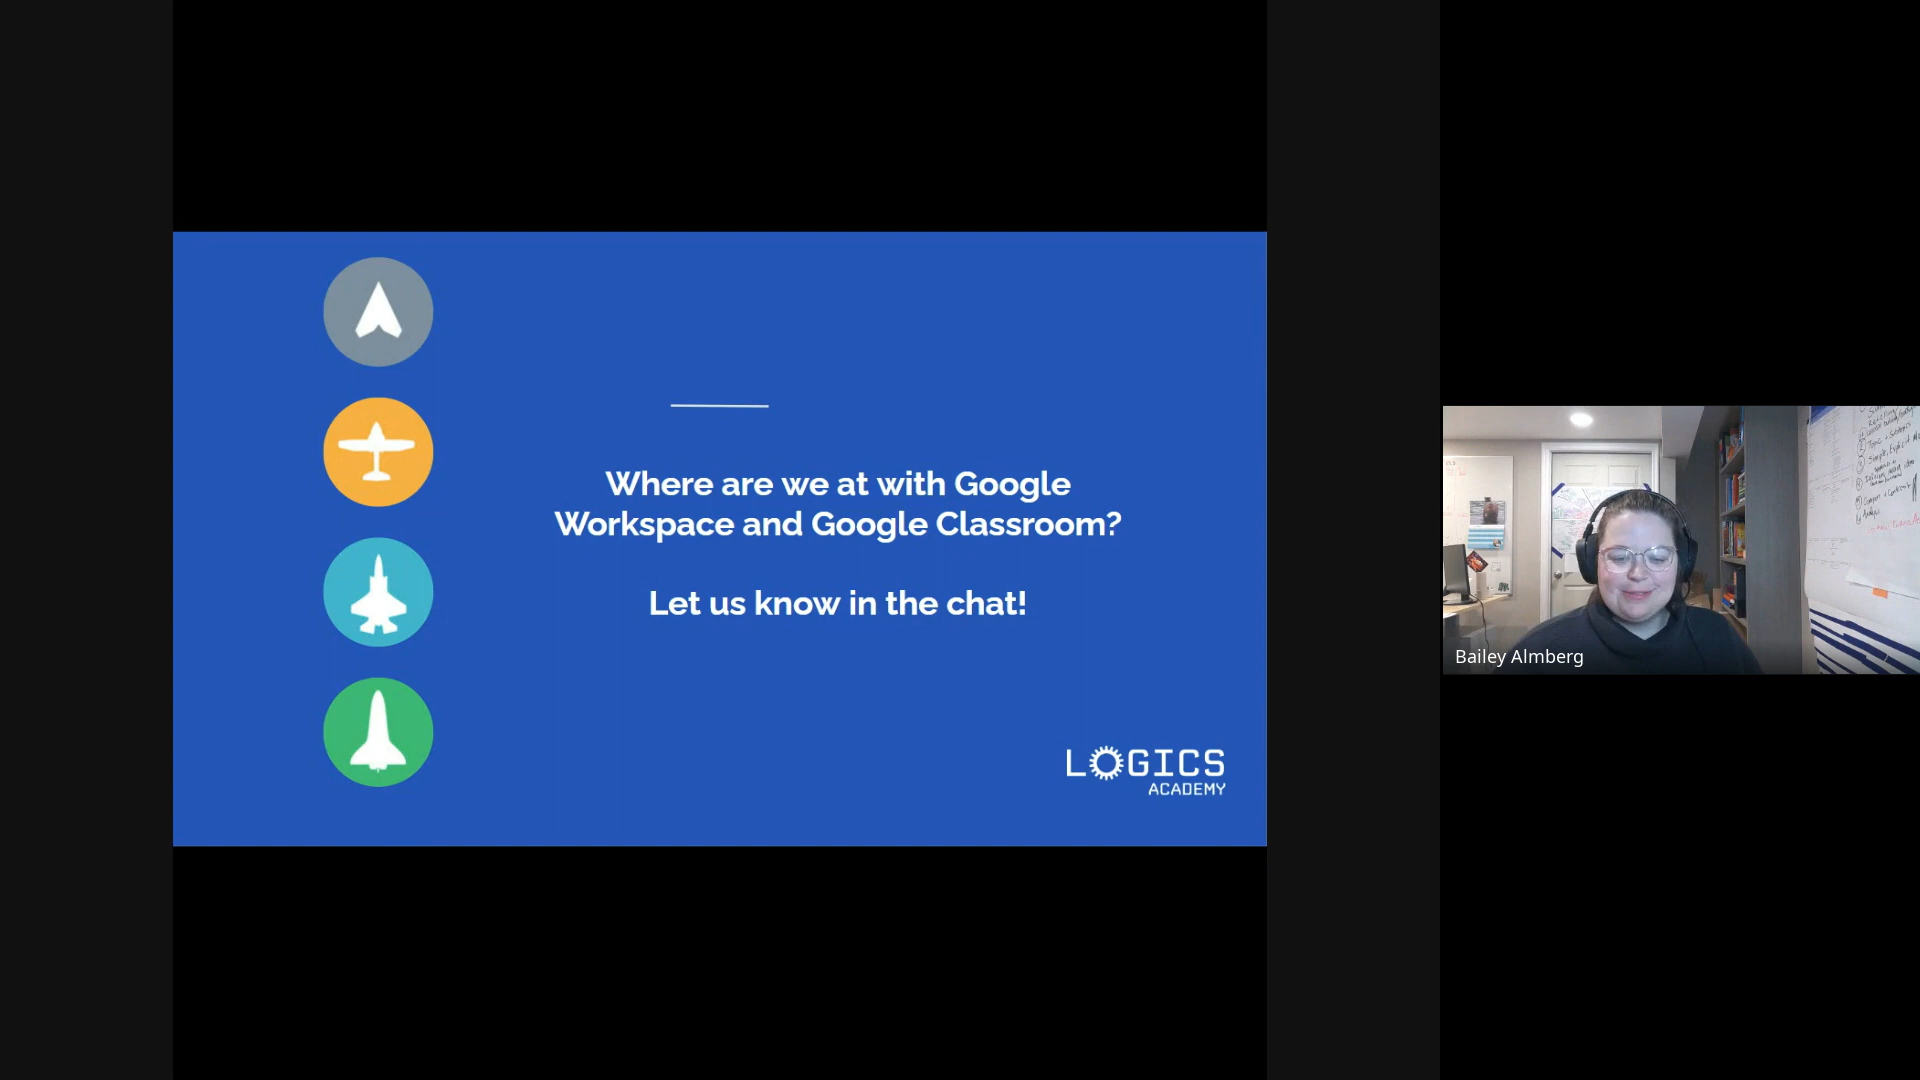 Where are we at with Google
Workspace and Google Classroom?
Let us know in the chat!
LOGICS
ACADEMY
Bailey Almberg